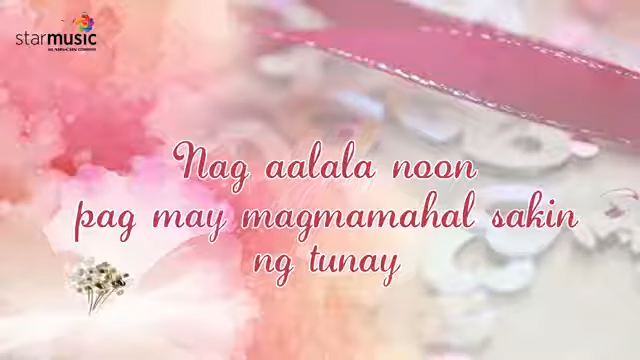 starmusic
Nag aalala noon
pag may magmamahal sakin
ng tunay